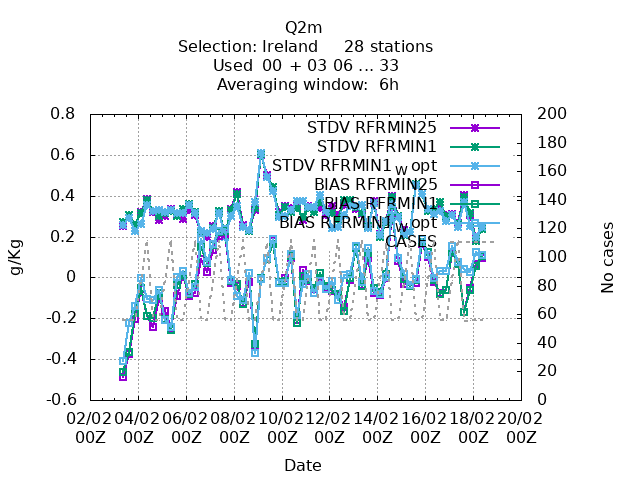 Q2m
Selection: Ireland 28 stations
Used 00 + 03 06 ... 33
Averaging window: 6h
0.8
0.6
0.4
0.2
0
-0.2
-0.4
-0.6
g/Kg
200
180
160
140
120
100
80
60
40
20
0
No cases
STDV RFRMIN25
STDV RFRMIN1
STDV RFRMIN1w opt
BIAS RFRMIN25
BIAS RFRMIN1
BIAS RFRMIN1w opt
CASES
02/02 04/02 06/02 08/02 10/02 12/02 14/02 16/02 18/02 20/02
00Z 00Z 00Z 00Z 00Z 00Z 00Z 00Z 00Z 00Z
Date